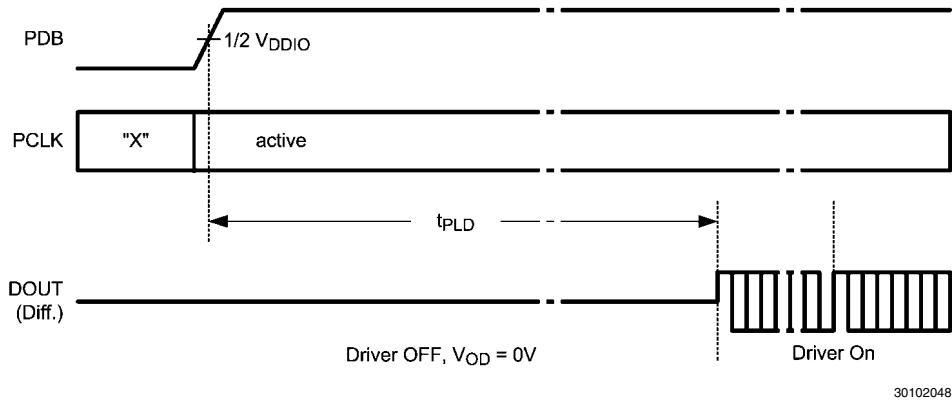 PDB
1/2 VDDIO
PCLK
"X"
active
tPLD
DOUT
(Diff.)
Driver OFF, VOD = 0V
Driver On
30102048